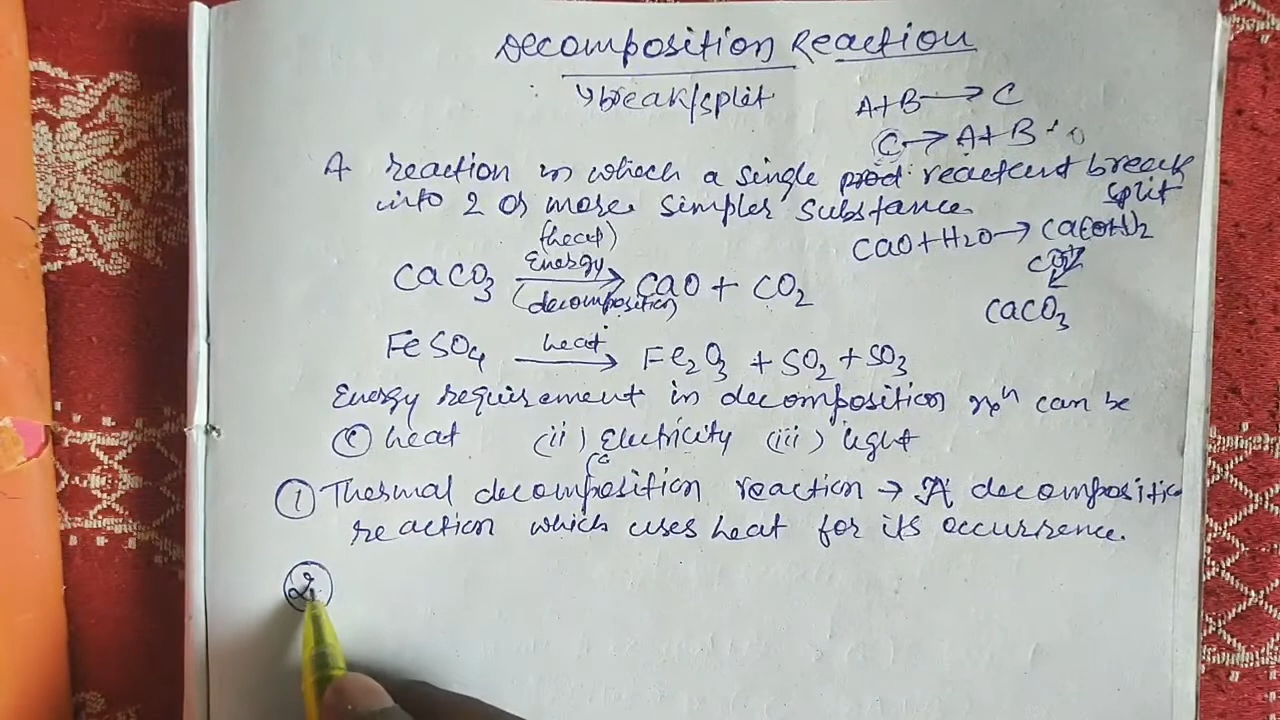 Decomposition Reaction
break/split
A+B → C
C → A+B+
A reaction in which a single prod reactent break
split
into 2 or more simpler substance
CaO+H2O → Ca(OH)2
(heat)
Energy
CaCO3 → CaO + CO2
(decomposition)
CO2
CaCO3
heat
FeSO4 → Fe2O3 + SO2 + SO3
Energy requirement in decomposition rxn can be
heat (ii) Electricity (iii) light
① Thermal decomposition reaction → A decompositio
reaction which uses heat for its occurrence.
②